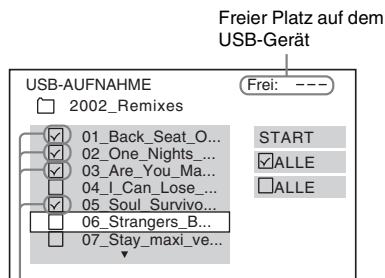 Freier Platz auf dem
USB-Gerät
USB-AUFNAHME
Frei: ---
2002_Remixes
01_Back_Seat_O...
02_One_Nights_...
03_Are_You_Ma...
04_I_Can_Lose_...
05_Soul_Survivo...
06_Strangers_B...
07_Stay_maxi_ve...
START
ALLE
ALLE